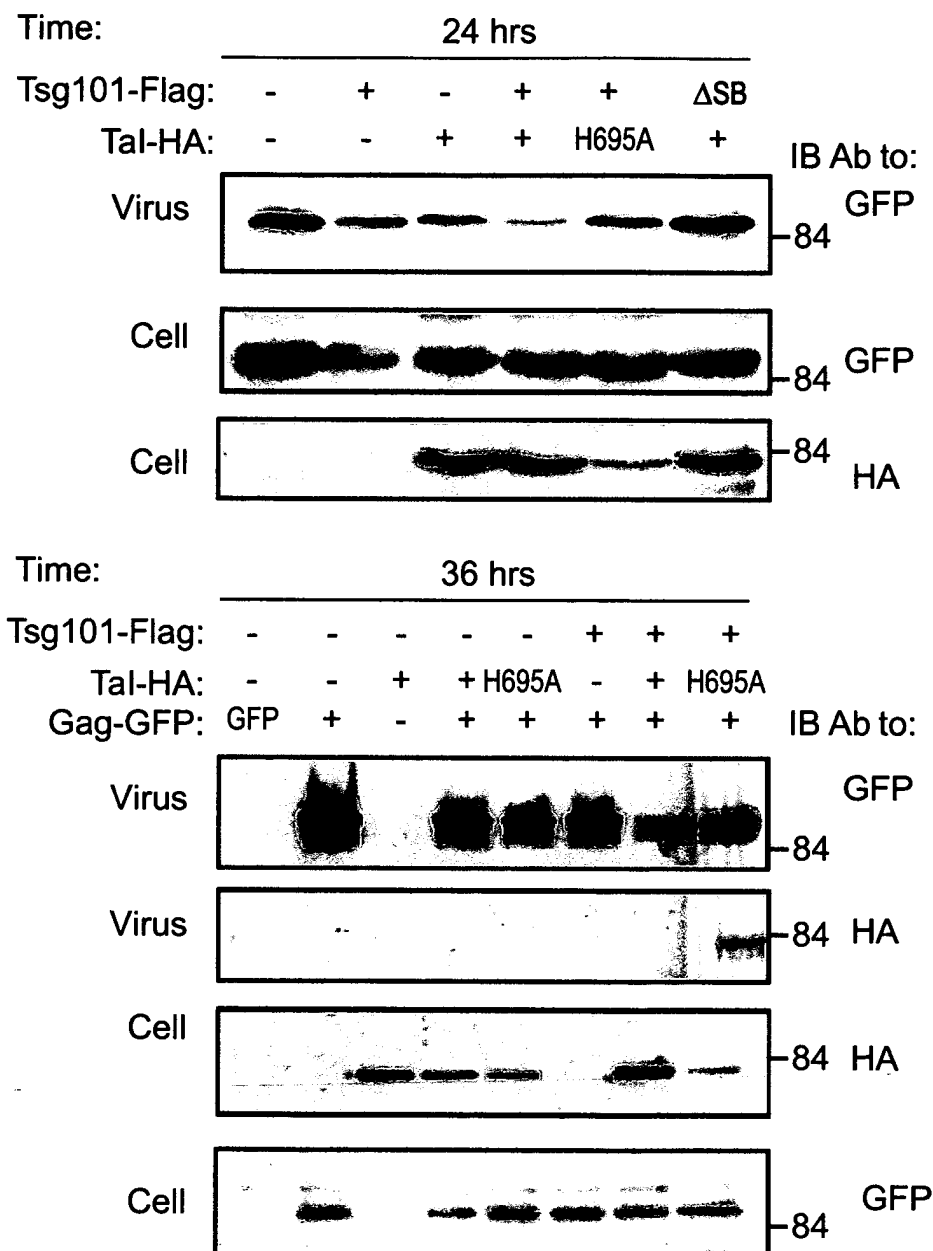 Time: 24 hrs
Tsg101-Flag: - + - + + ΔSB
Tal-HA: - - + + H695A +
IB Ab to:
Virus 84 GFP
Cell 84 GFP
Cell 84 HA
Time: 36 hrs
Tsg101-Flag: - - - - - + + +
Tal-HA: - - + + H695A - + H695A
Gag-GFP: GFP + - + + + + + IB Ab to:
Virus 84 GFP
Virus 84 HA
Cell 84 HA
Cell 84 GFP